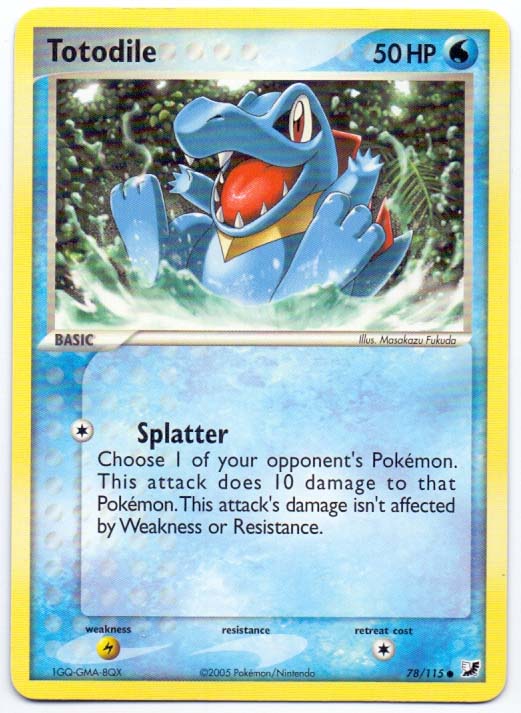 Totodile 50 HP
BASIC
Illus. Masakazu Fukuda
Splatter
Choose 1 of your opponent's Pokémon.
This attack does 10 damage to that
Pokémon. This attack's damage isn't affected
by Weakness or Resistance.
weakness resistance retreat cost
1GQ-GMA-8QX ©2005 Pokémon/Nintendo 78/115